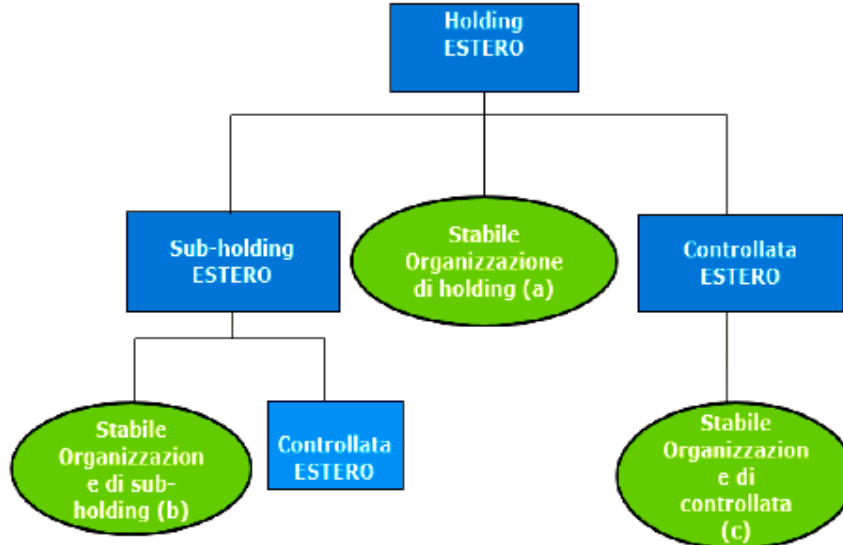 Holding
ESTERO
Sub-holding
ESTERO
Stabile
Organizzazione
di holding (a)
Controllata
ESTERO
Stabile
Organizzazion
e di sub-
holding (b)
Controllata
ESTERO
Stabile
Organizzazion
e di
controllata
(c)